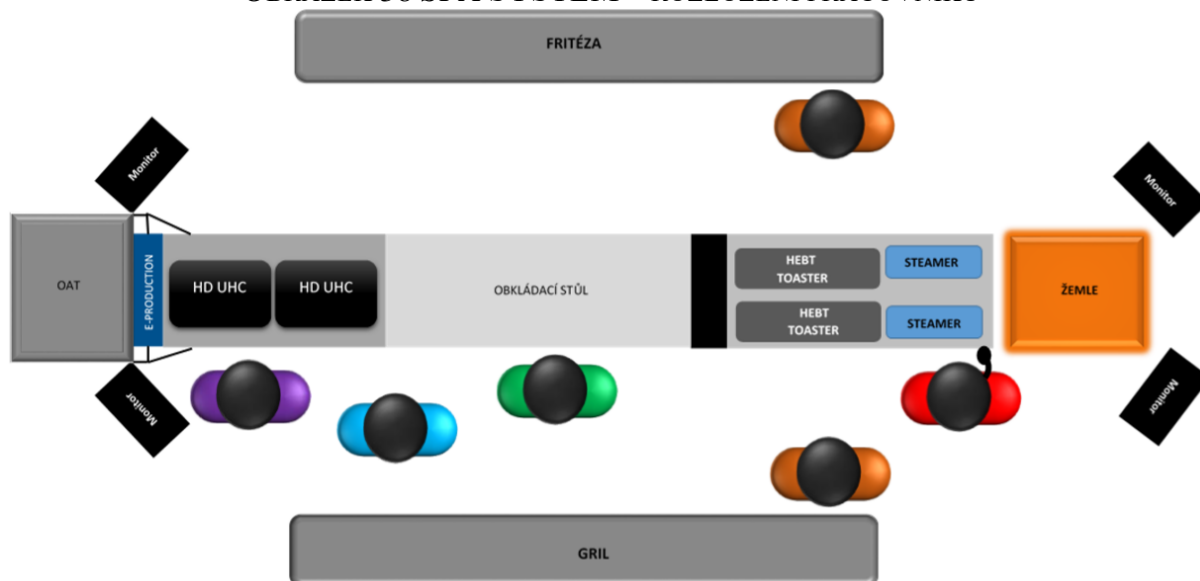 FRITÉZA
Monitor
Monitor
OAT
E-PRODUCTION
HD UHC
HD UHC
OBKLÁDACÍ STŮL
HEBT
TOASTER
STEAMER
HEBT
TOASTER
STEAMER
ŽEMLE
Monitor
Monitor
GRIL